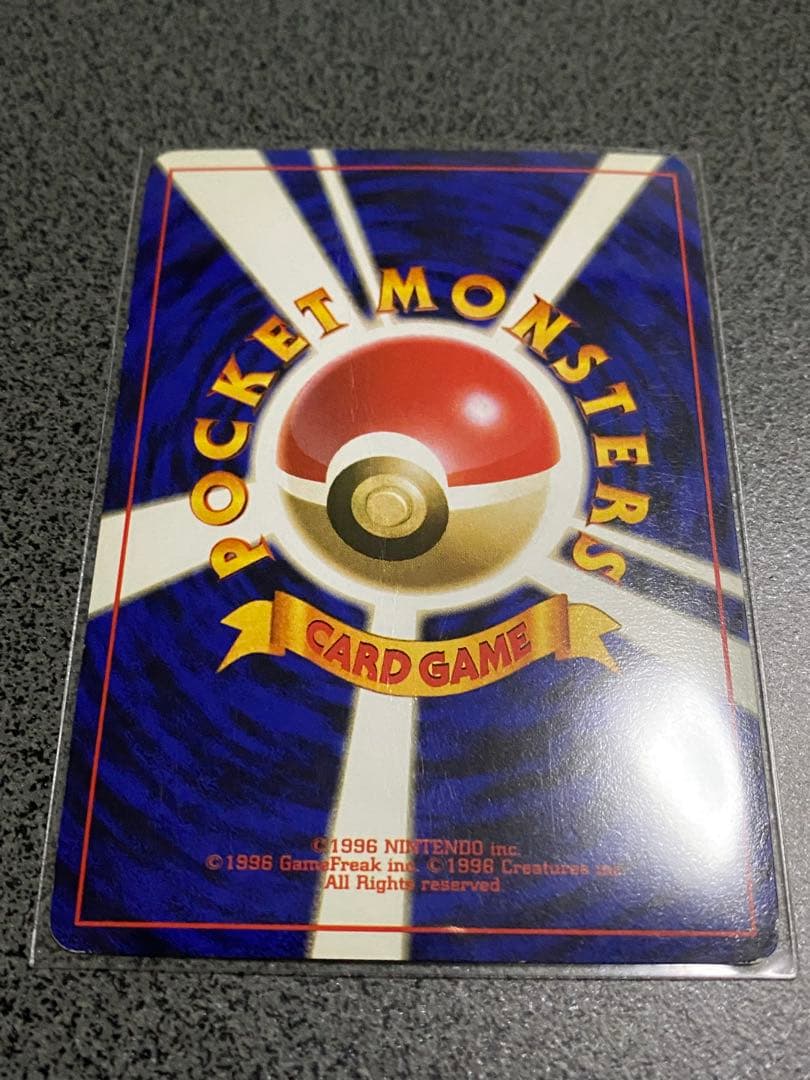 POCKET MONSTERS
CARD GAME
©1996 NINTENDO inc.
©1996 GameFreak inc. ©1996 Creatures inc.
All Rights reserved